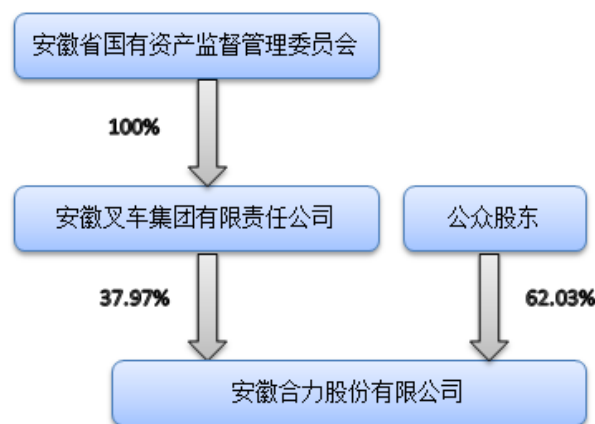 安徽省国有资产监督管理委员会
100%
安徽叉车集团有限责任公司
公众股东
37.97%
62.03%
安徽合力股份有限公司